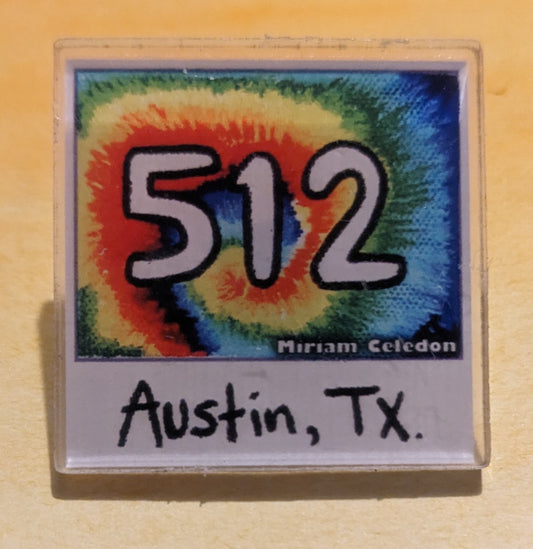 512
Miriam Celedon
Austin, TX.